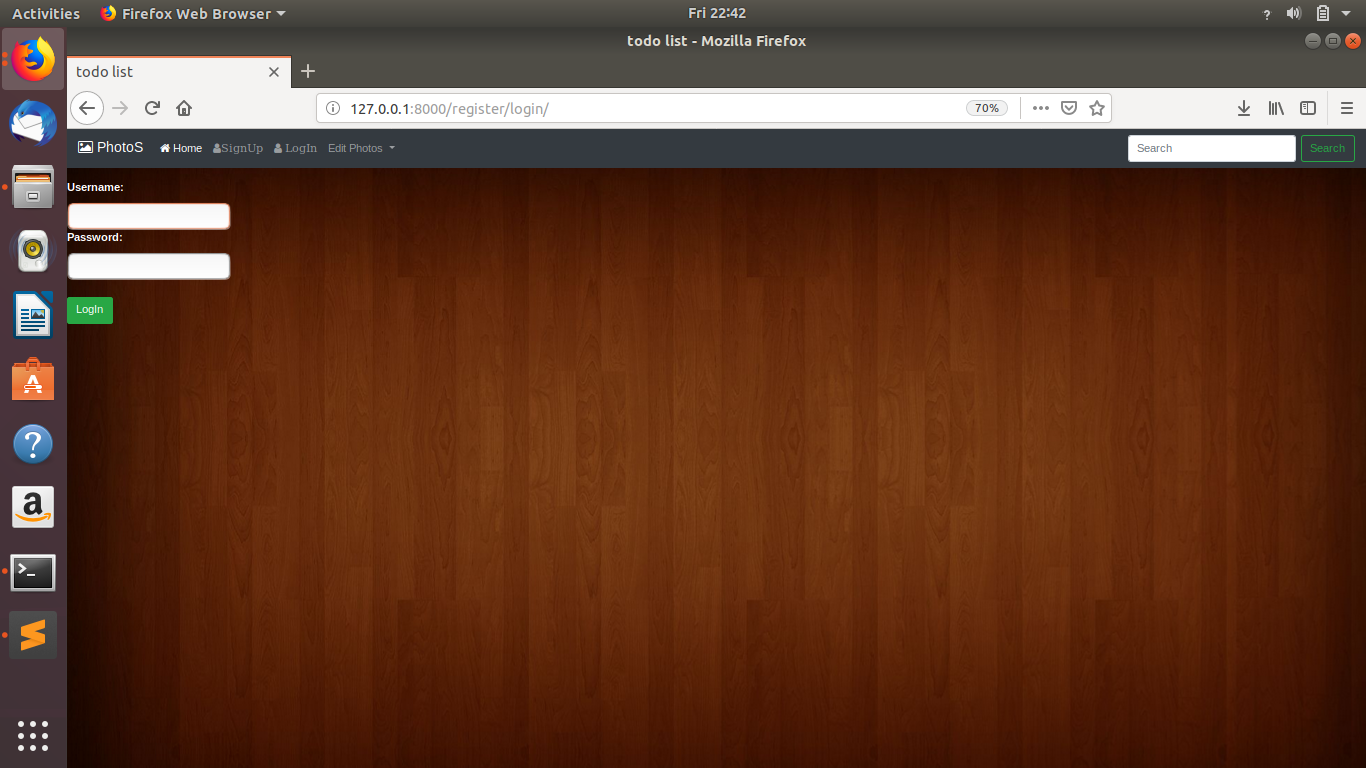 Activities Firefox Web Browser Fri 22:42 ?
todo list - Mozilla Firefox
todo list
127.0.0.1:8000/register/login/ 70%
PhotoS Home SignUp LogIn Edit Photos Search Search
Username:
Password:
LogIn